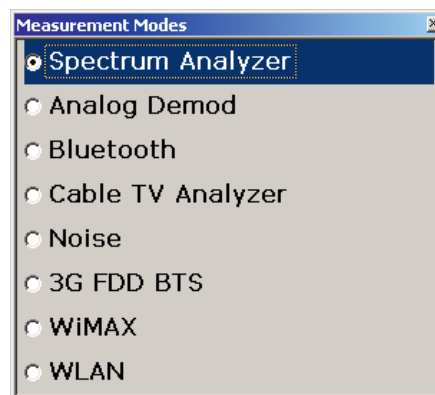 Measurement Modes
Spectrum Analyzer
Analog Demod
Bluetooth
Cable TV Analyzer
Noise
3G FDD BTS
WiMAX
WLAN